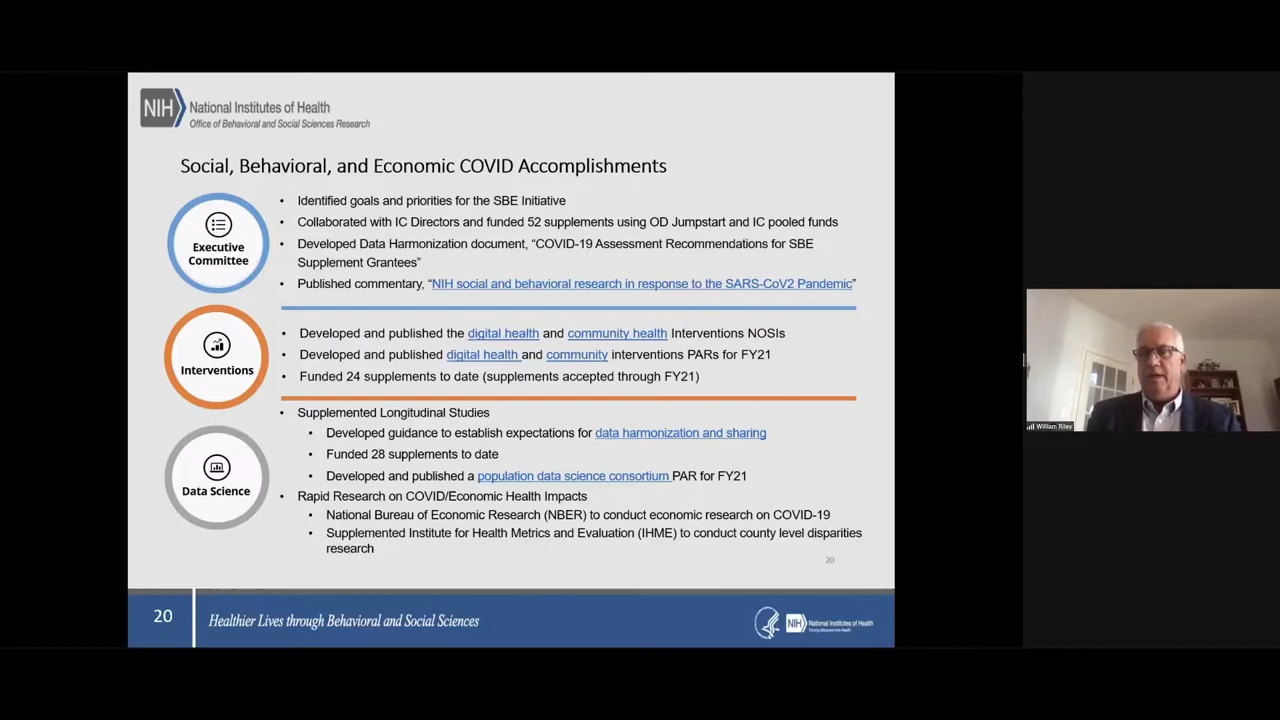 NIH National Institutes of Health
Office of Behavioral and Social Sciences Research
Social, Behavioral, and Economic COVID Accomplishments
Executive
Committee
• Identified goals and priorities for the SBE Initiative
• Collaborated with IC Directors and funded 52 supplements using OD Jumpstart and IC pooled funds
• Developed Data Harmonization document, “COVID-19 Assessment Recommendations for SBE
Supplement Grantees”
• Published commentary, “NIH social and behavioral research in response to the SARS-CoV2 Pandemic”
Interventions
• Developed and published the digital health and community health Interventions NOSIs
• Developed and published digital health and community interventions PARs for FY21
• Funded 24 supplements to date (supplements accepted through FY21)
Data Science
• Supplemented Longitudinal Studies
• Developed guidance to establish expectations for data harmonization and sharing
• Funded 28 supplements to date
• Developed and published a population data science consortium PAR for FY21
• Rapid Research on COVID/Economic Health Impacts
• National Bureau of Economic Research (NBER) to conduct economic research on COVID-19
• Supplemented Institute for Health Metrics and Evaluation (IHME) to conduct county level disparities
research
20
20
Healthier Lives through Behavioral and Social Sciences
NIH National Institutes of Health
Turning Discovery Into Health
William Riley